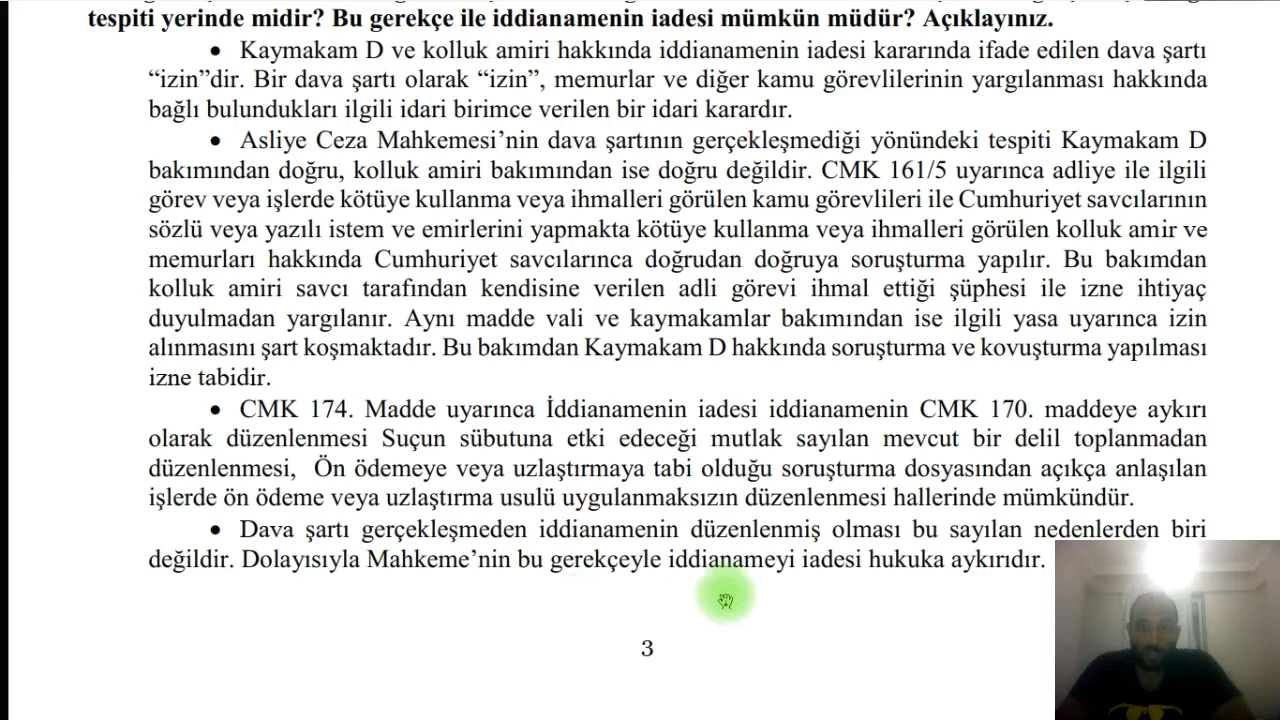 tespiti yerinde midir? Bu gerekçe ile iddianamenin iadesi mümkün müdür? Açıklayınız.
• Kaymakam D ve kolluk amiri hakkında iddianamenin iadesi kararında ifade edilen dava şartı
“izin”dir. Bir dava şartı olarak “izin”, memurlar ve diğer kamu görevlilerinin yargılanması hakkında
bağlı bulundukları ilgili idari birimce verilen bir idari karardır.
• Asliye Ceza Mahkemesi’nin dava şartının gerçekleşmediği yönündeki tespiti Kaymakam D
bakımından doğru, kolluk amiri bakımından ise doğru değildir. CMK 161/5 uyarınca adliye ile ilgili
görev veya işlerde kötüye kullanma veya ihmalleri görülen kamu görevlileri ile Cumhuriyet savcılarının
sözlü veya yazılı istem ve emirlerini yapmakta kötüye kullanma veya ihmalleri görülen kolluk amir ve
memurları hakkında Cumhuriyet savcılarınca doğrudan doğruya soruşturma yapılır. Bu bakımdan
kolluk amiri savcı tarafından kendisine verilen adli görevi ihmal ettiği şüphesi ile izne ihtiyaç
duyulmadan yargılanır. Aynı madde vali ve kaymakamlar bakımından ise ilgili yasa uyarınca izin
alınmasını şart koşmaktadır. Bu bakımdan Kaymakam D hakkında soruşturma ve kovuşturma yapılması
izne tabidir.
• CMK 174. Madde uyarınca İddianamenin iadesi iddianamenin CMK 170. maddeye aykırı
olarak düzenlenmesi Suçun sübutuna etki edeceği mutlak sayılan mevcut bir delil toplanmadan
düzenlenmesi, Ön ödemeye veya uzlaştırmaya tabi olduğu soruşturma dosyasından açıkça anlaşılan
işlerde ön ödeme veya uzlaştırma usulü uygulanmaksızın düzenlenmesi hallerinde mümkündür.
• Dava şartı gerçekleşmeden iddianamenin düzenlenmiş olması bu sayılan nedenlerden biri
değildir. Dolayısıyla Mahkeme’nin bu gerekçeyle iddianameyi iadesi hukuka aykırıdır.
3